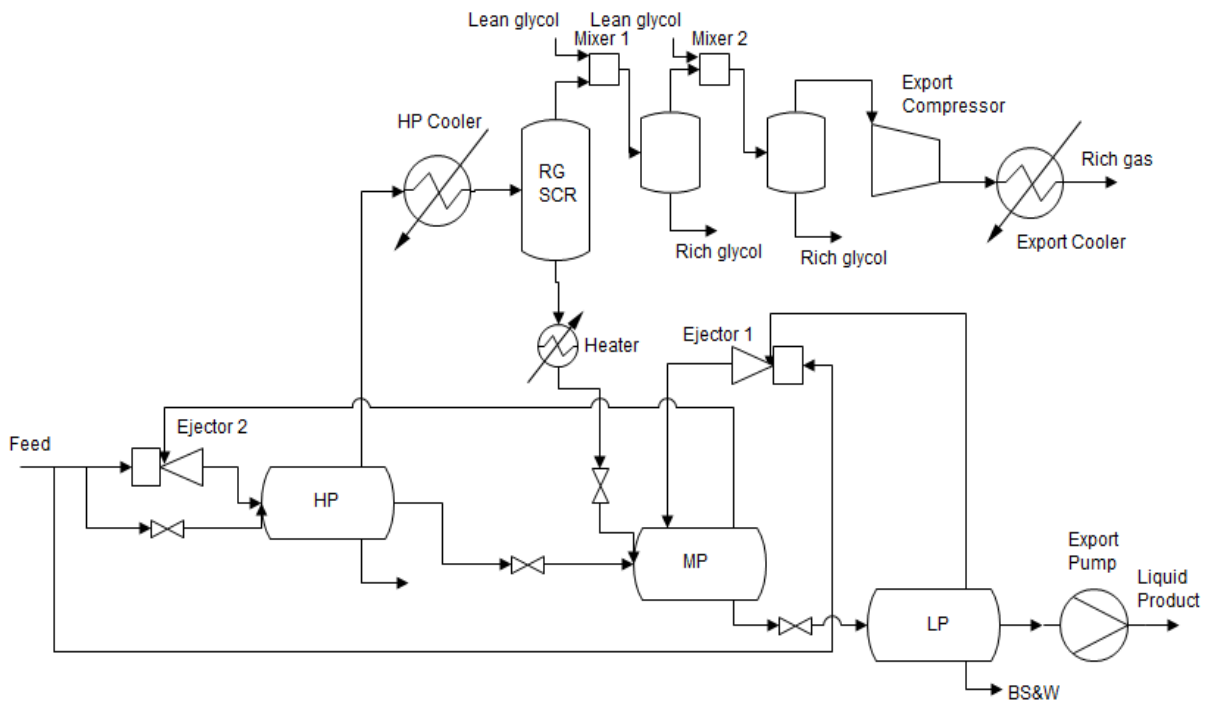 Lean glycol
Lean glycol
Mixer 1
Mixer 2
Export
Compressor
HP Cooler
RG
SCR
Rich gas
Rich glycol
Rich glycol
Export Cooler
Ejector 1
Heater
Ejector 2
Feed
HP
MP
Export
Pump
Liquid
Product
LP
BS&W